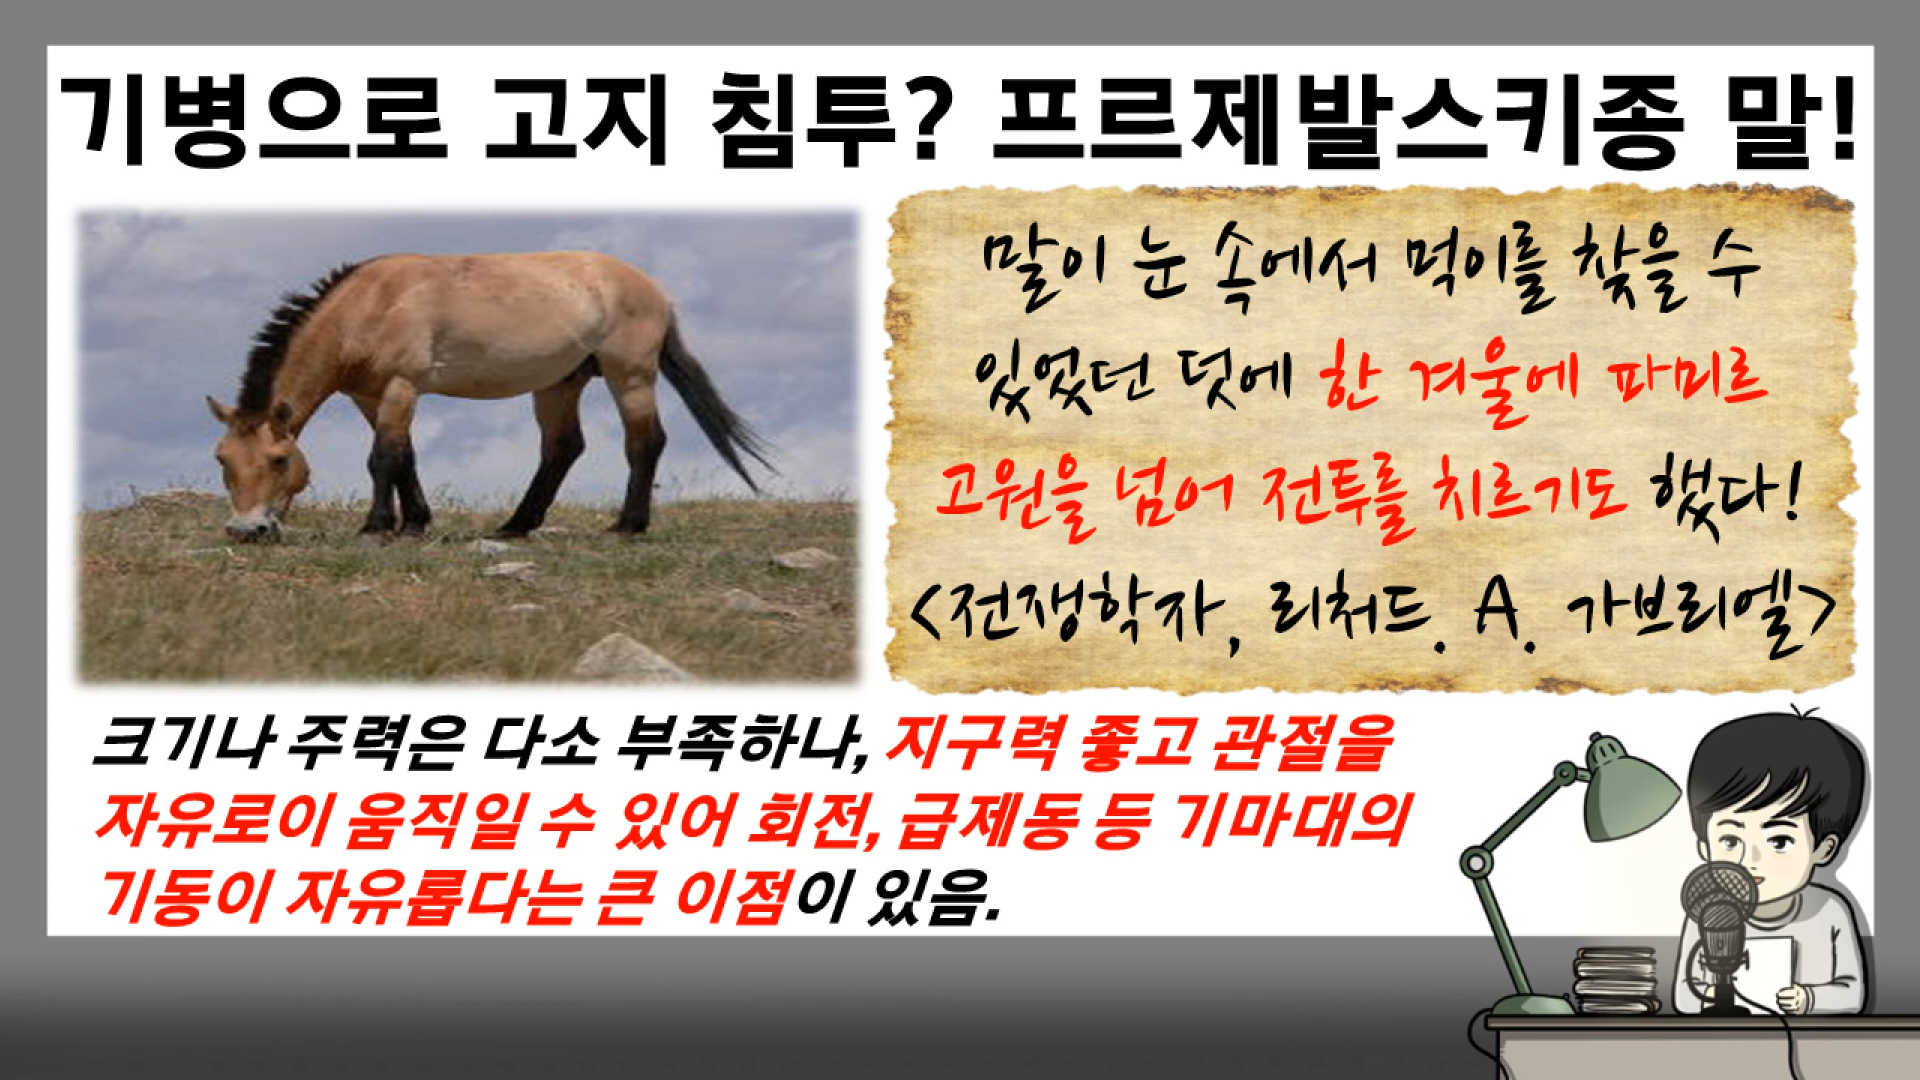 기병으로 고지 침투? 프르제발스키종 말!
말이 눈 속에서 먹이를 찾을 수
있었던 덧에 한 겨울에 파미르
고원을 넘어 전투를 치르기도 했다!
<전쟁학자, 리처드. A. 가브리엘>
크기나 주력은 다소 부족하나, 지구력 좋고 관절을
자유로이 움직일 수 있어 회전, 급제동 등 기마대의
기동이 자유롭다는 큰 이점이 있음.